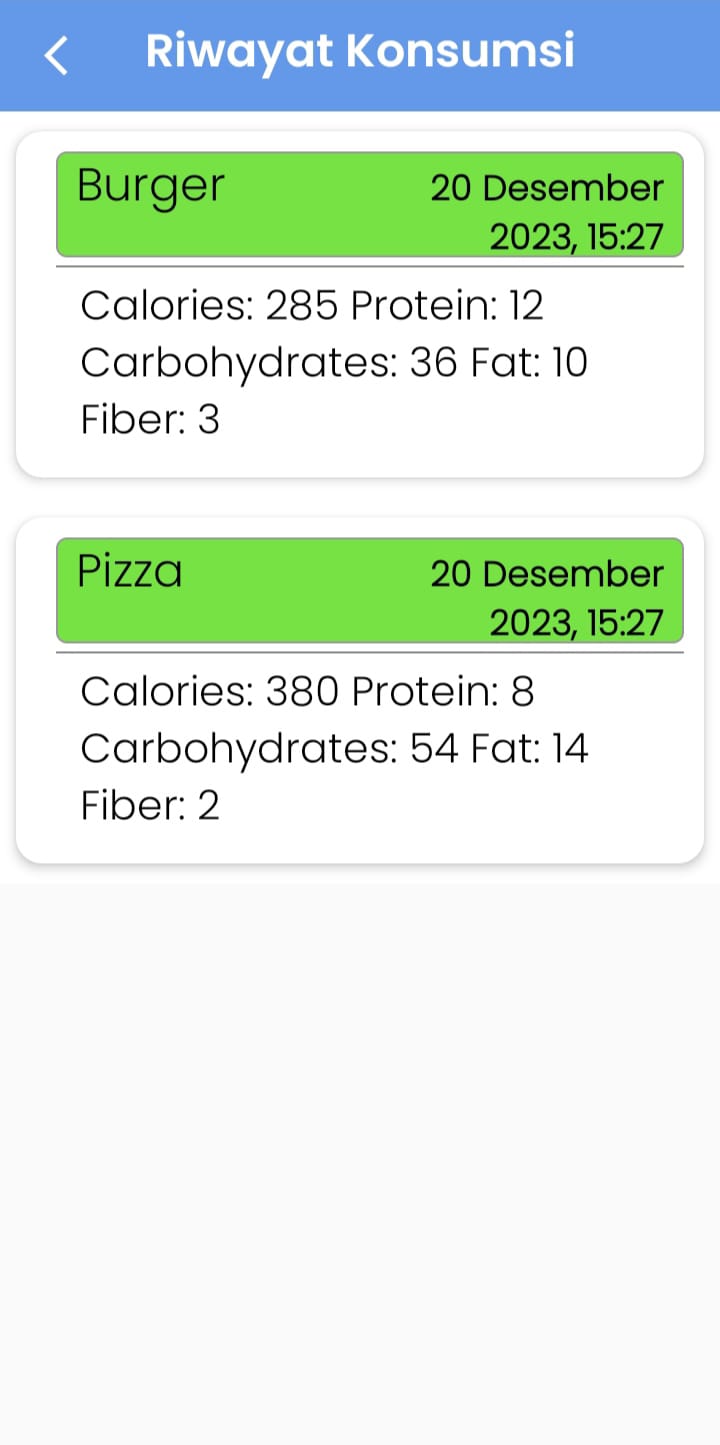 Riwayat Konsumsi
Burger
20 Desember
2023, 15:27
Calories: 285 Protein: 12
Carbohydrates: 36 Fat: 10
Fiber: 3
Pizza
20 Desember
2023, 15:27
Calories: 380 Protein: 8
Carbohydrates: 54 Fat: 14
Fiber: 2